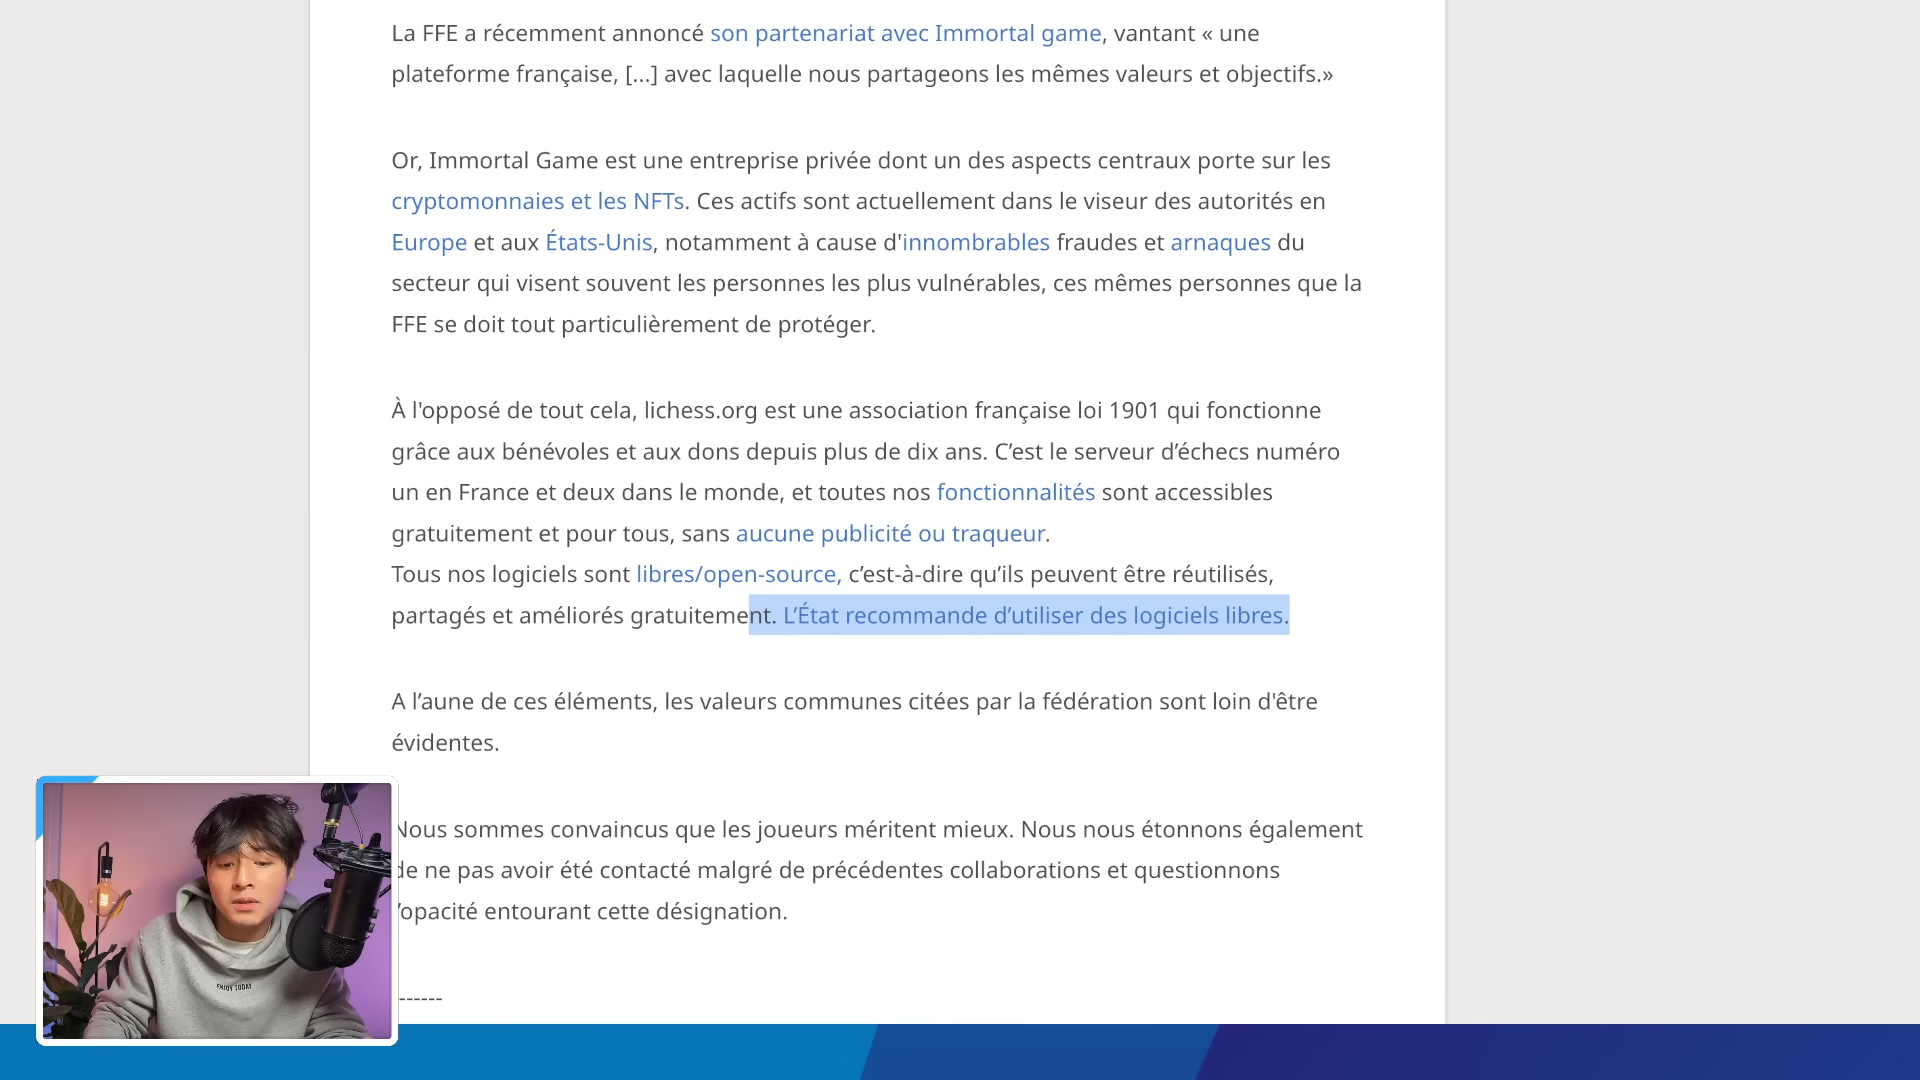 La FFE a récemment annoncé son partenariat avec Immortal game, vantant « une
plateforme française, [...] avec laquelle nous partageons les mêmes valeurs et objectifs.»
Or, Immortal Game est une entreprise privée dont un des aspects centraux porte sur les
cryptomonnaies et les NFTs. Ces actifs sont actuellement dans le viseur des autorités en
Europe et aux États-Unis, notamment à cause d'innombrables fraudes et arnaques du
secteur qui visent souvent les personnes les plus vulnérables, ces mêmes personnes que la
FFE se doit tout particulièrement de protéger.
À l'opposé de tout cela, lichess.org est une association française loi 1901 qui fonctionne
grâce aux bénévoles et aux dons depuis plus de dix ans. C’est le serveur d’échecs numéro
un en France et deux dans le monde, et toutes nos fonctionnalités sont accessibles
gratuitement et pour tous, sans aucune publicité ou traqueur.
Tous nos logiciels sont libres/open-source, c’est-à-dire qu’ils peuvent être réutilisés,
partagés et améliorés gratuitement. L’État recommande d’utiliser des logiciels libres.
A l’aune de ces éléments, les valeurs communes citées par la fédération sont loin d'être
évidentes.
Nous sommes convaincus que les joueurs méritent mieux. Nous nous étonnons également
de ne pas avoir été contacté malgré de précédentes collaborations et questionnons
l’opacité entourant cette désignation.
------
ENJOY TODAY